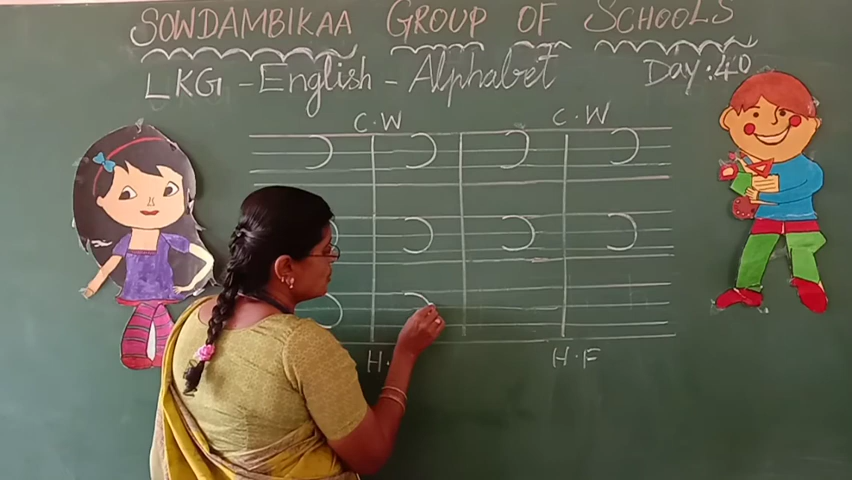 SOWDAMBIKAA GROUP OF SCHOOLS
LKG - English - Alphabet Day: 40
C.W C.W
H. H.F